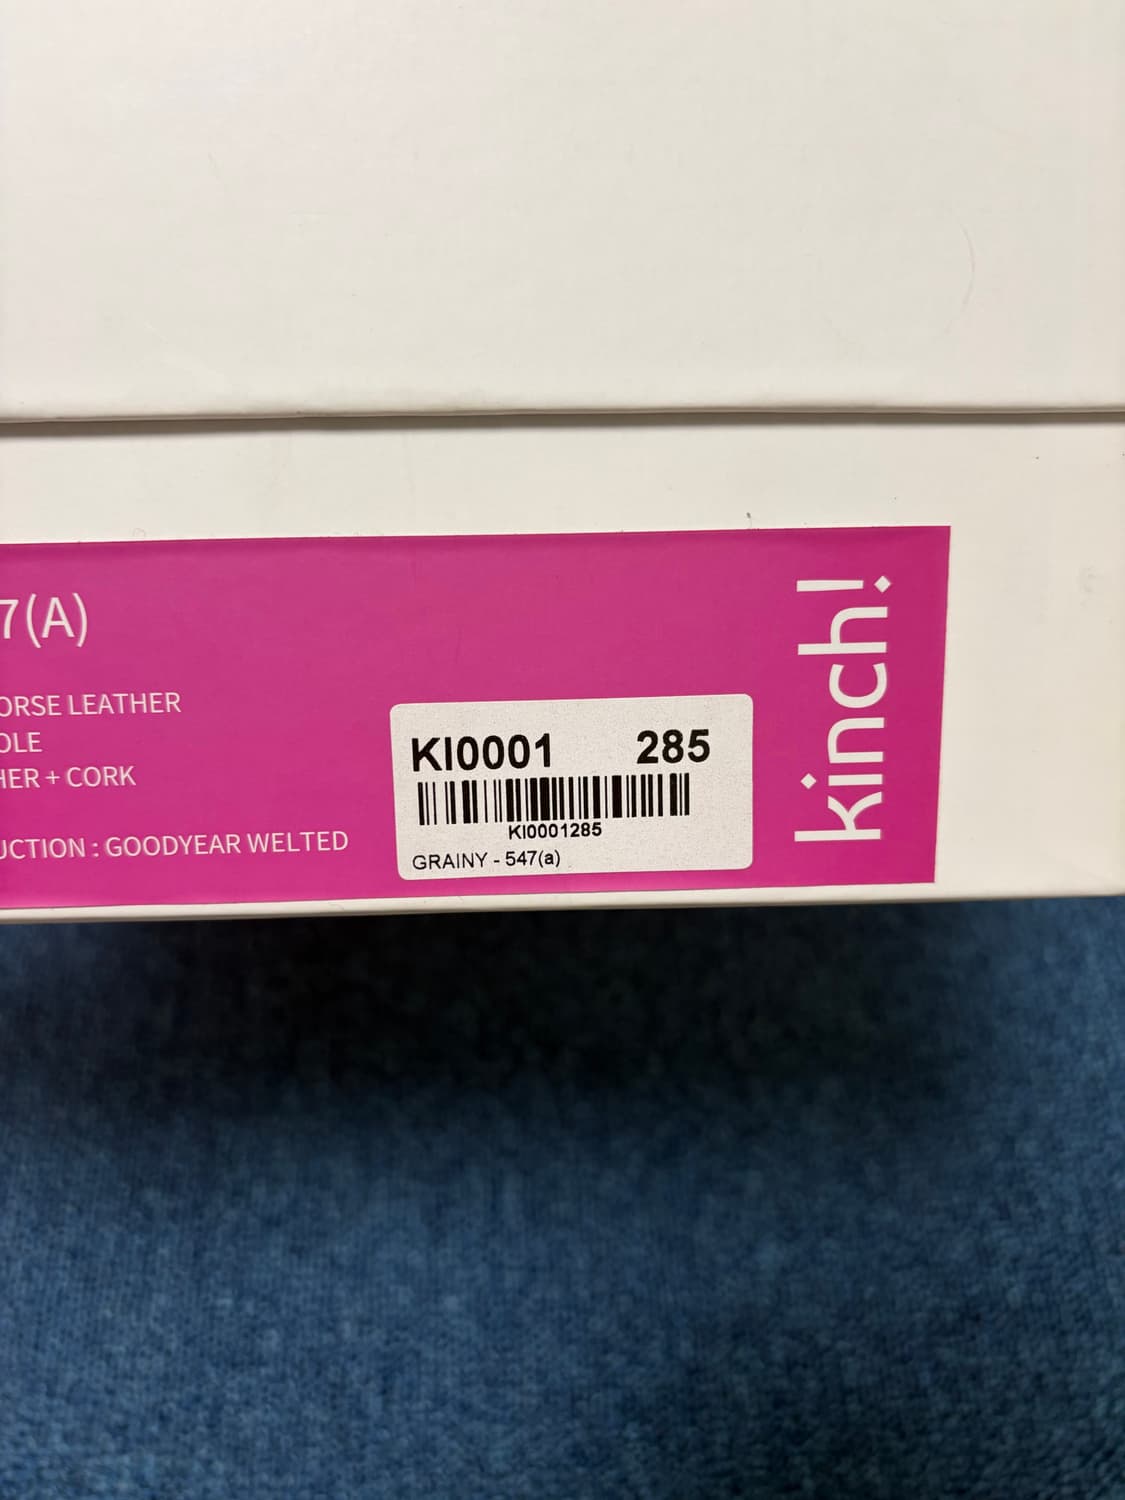 7(A)
ORSE LEATHER
OLE
HER + CORK
UCTION : GOODYEAR WELTED
KI0001 285
KI0001285
GRAINY - 547(a)
kinch!